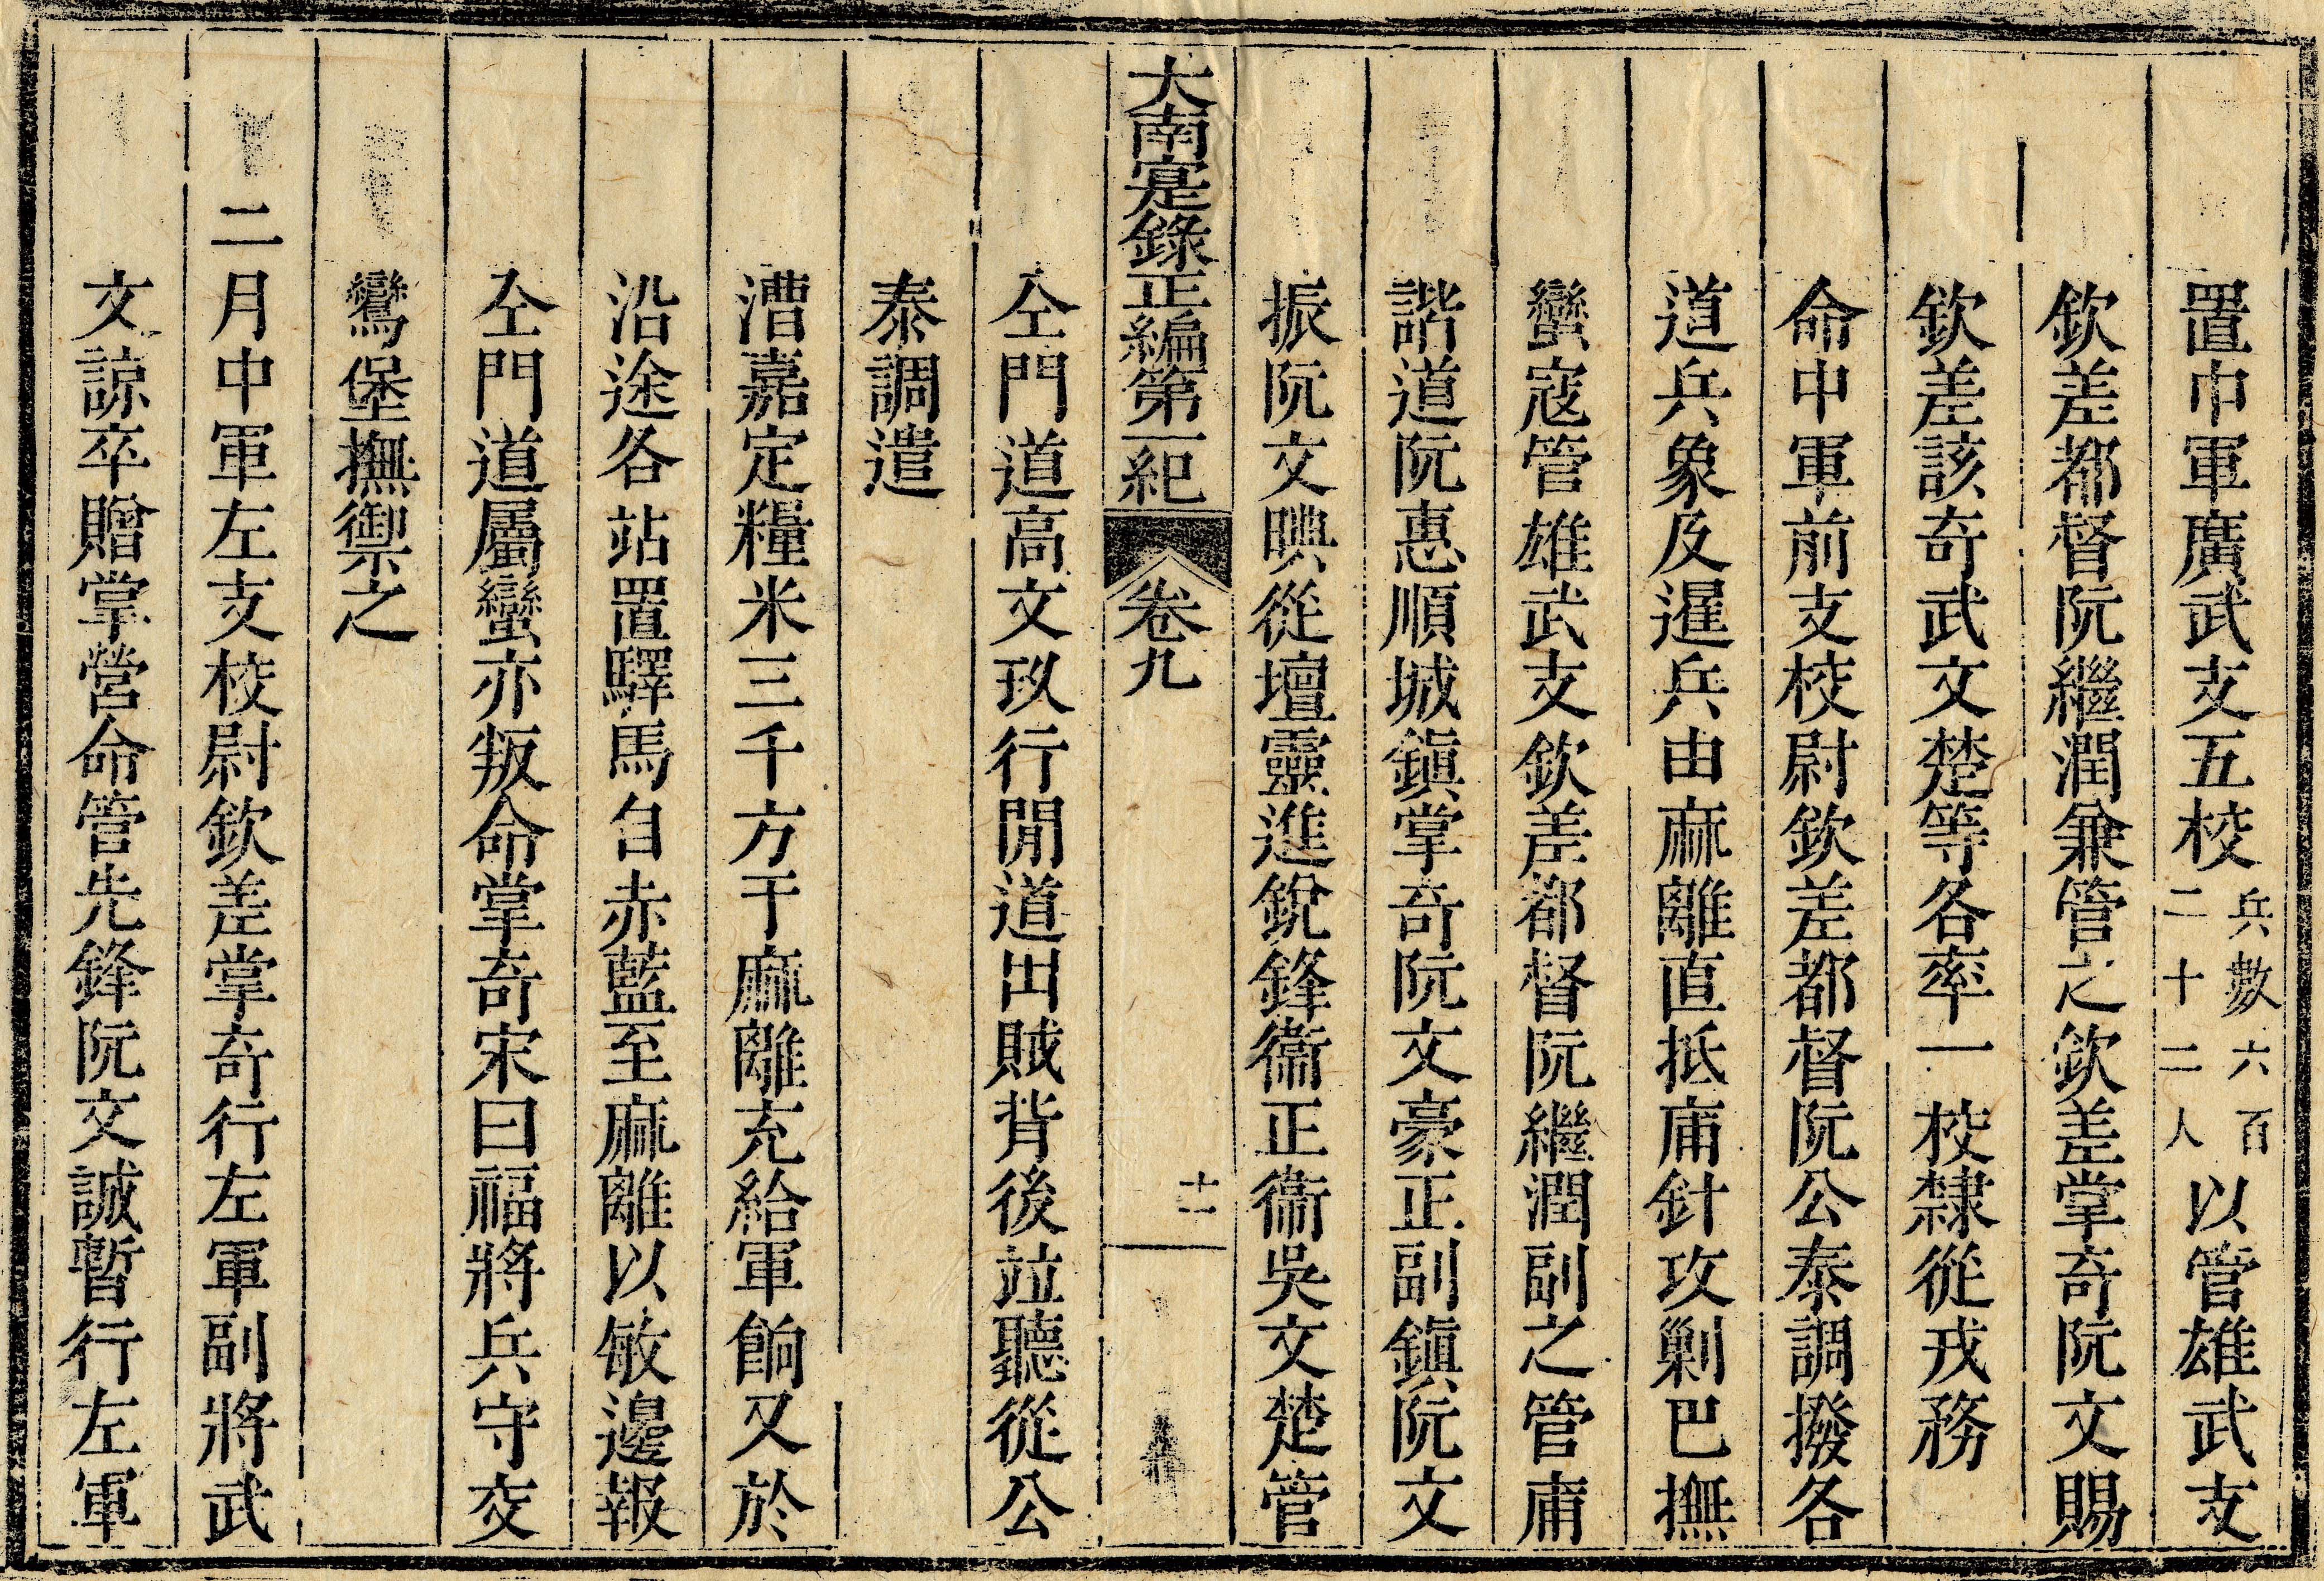 置中軍廣武支五校兵數六百二十二人以管雄武支
欽差都督阮繼潤兼管之欽差掌奇阮文賜
欽差該奇武文楚等各率一校隸從戎務
命中軍前支校尉欽差都督阮公泰調撥各
道兵象及暹兵由麻離直抵庯針攻剿巴撫
蠻寇管雄武支欽差都督阮繼潤副之管庯
諧道阮惠順城鎮掌奇阮文豪正副鎮阮文
振阮文㬌從壇靈進銳鋒衞正衞吳文楚管
大南寔錄正編第一紀 卷九 十一
仝門道高文玖行閒道出賊背後竝聽從公
泰調遣
漕嘉定糧米三千方于麻離充給軍餉又於
沿途各站置驛馬自赤藍至麻離以敏邊報
仝門道屬蠻亦叛命掌奇宋曰福將兵守交
鸞堡撫禦之
二月中軍左支校尉欽差掌奇行左軍副將武
文諒卒贈掌營命管先鋒阮文誠暫行左軍